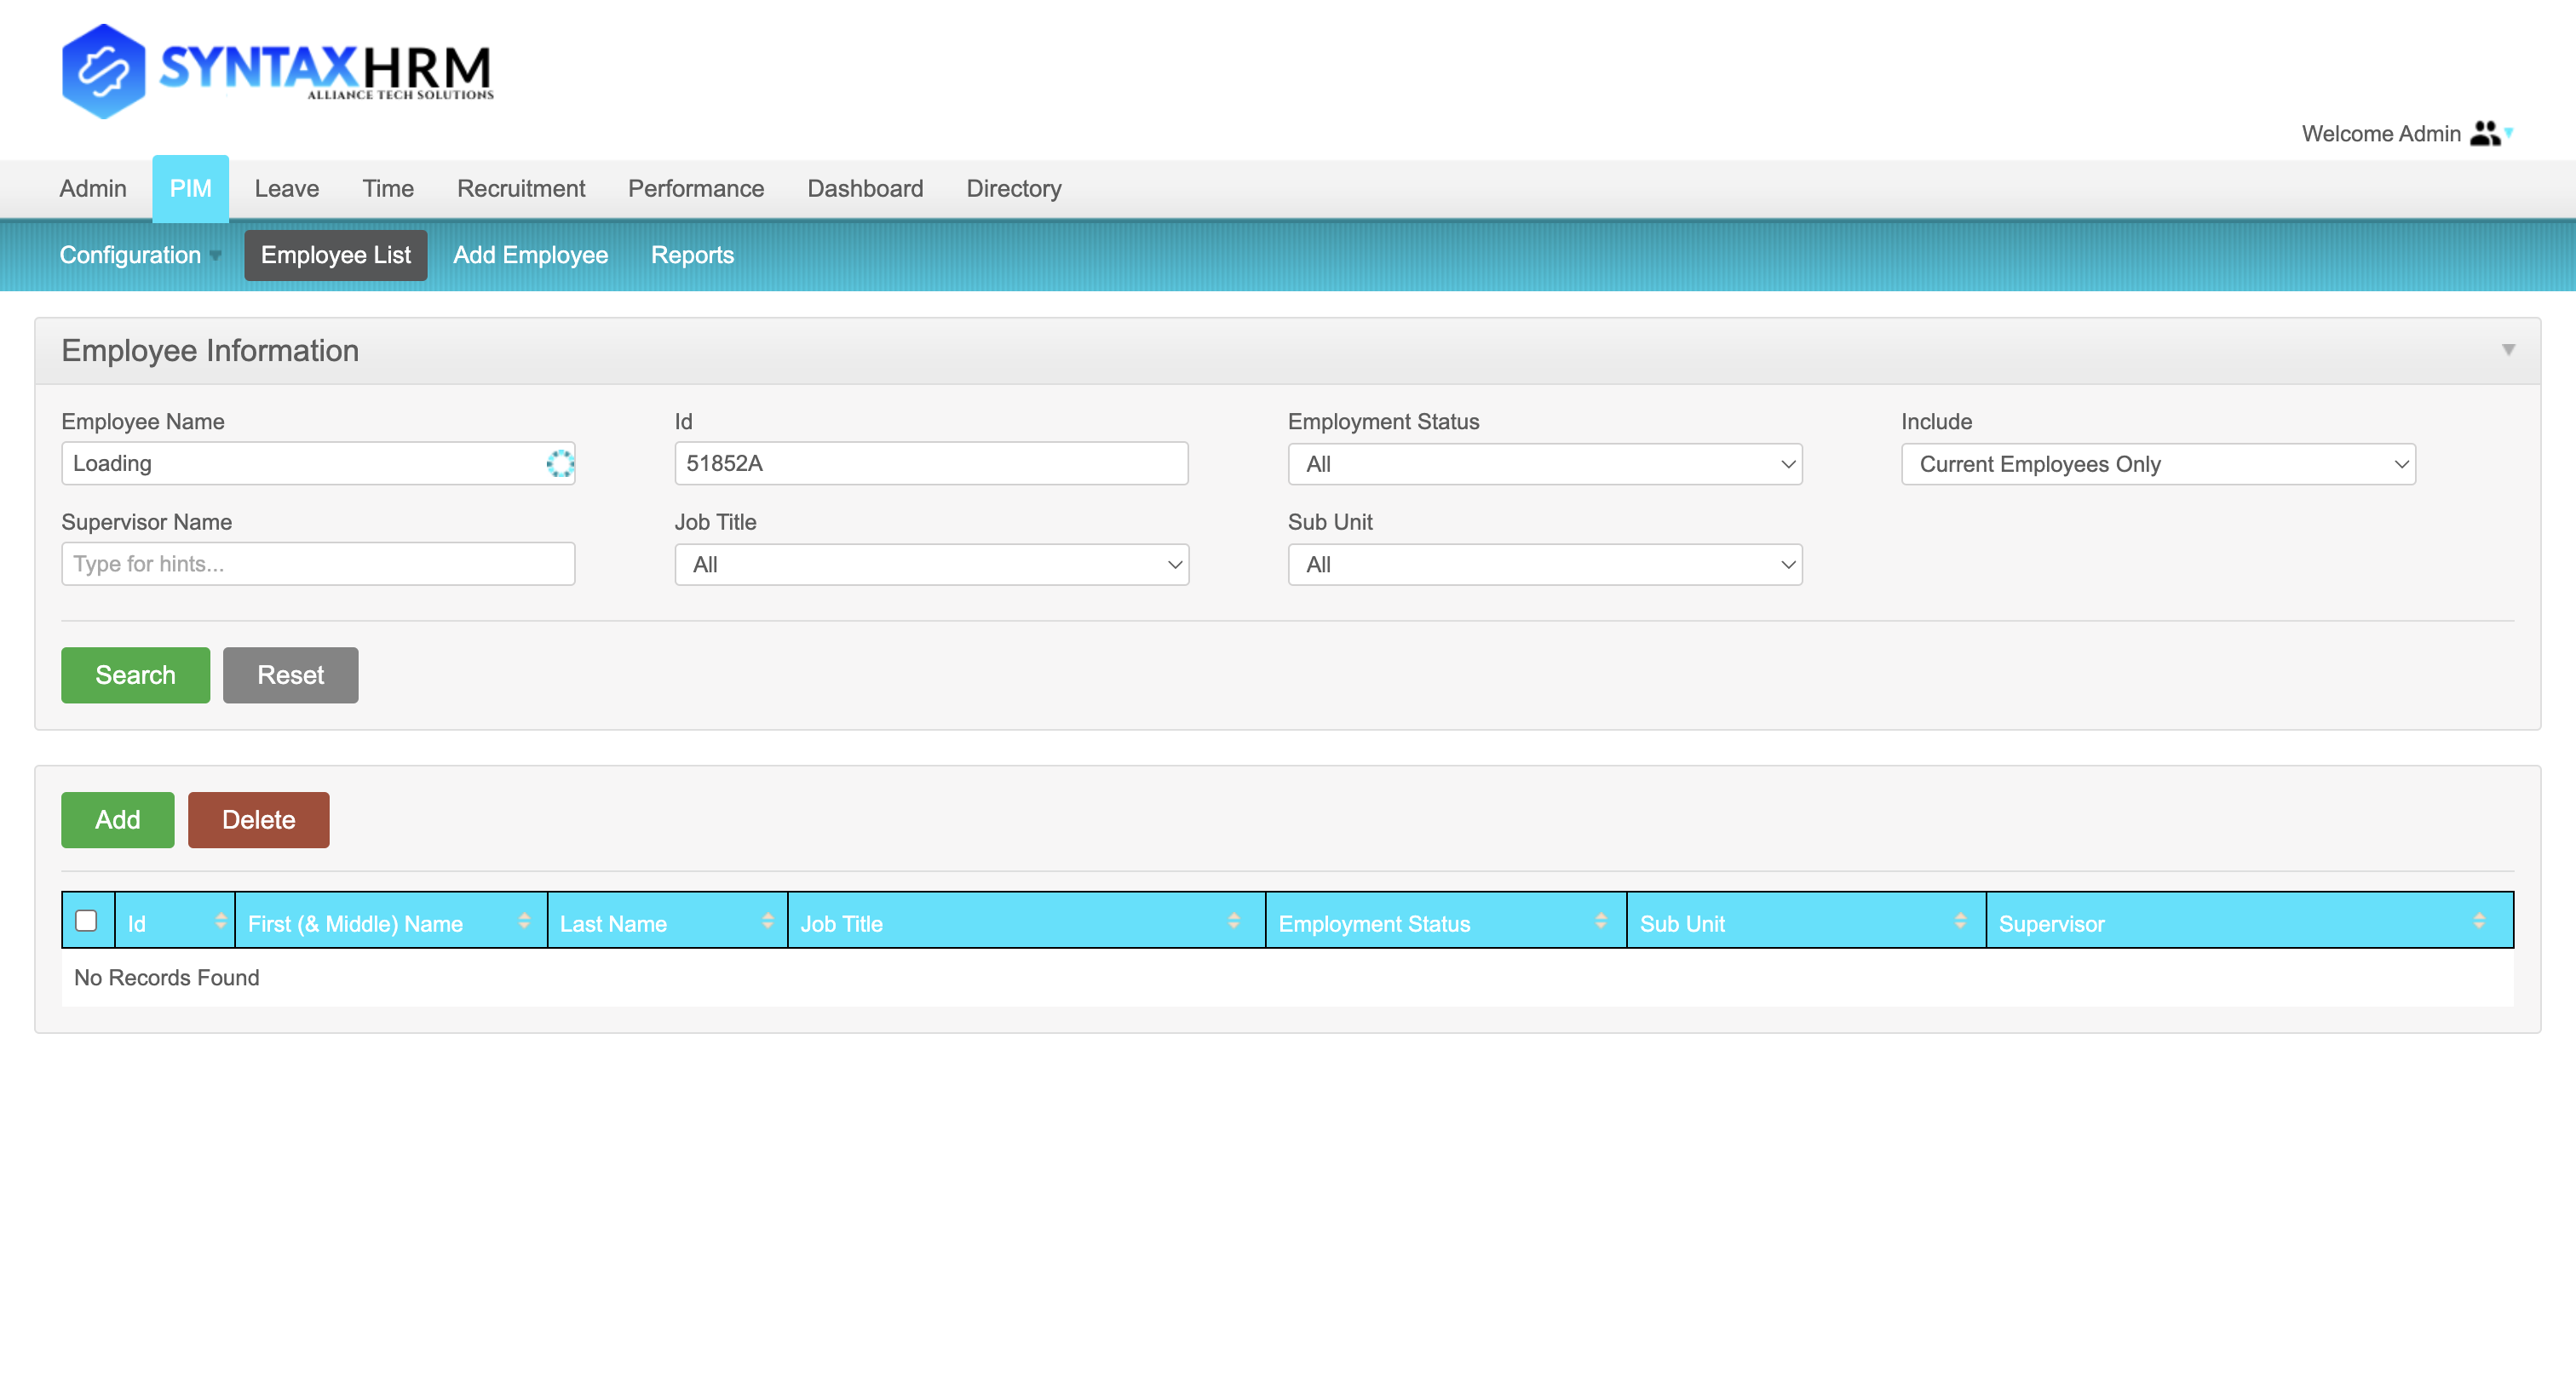 SYNTAXHRM
ALLIANCE TECH SOLUTIONS
Welcome Admin
Admin PIM Leave Time Recruitment Performance Dashboard Directory
Configuration Employee List Add Employee Reports
Employee Information
Employee Name Id Employment Status Include
Loading 51852A All Current Employees Only
Supervisor Name Job Title Sub Unit
Type for hints... All All
Search Reset
Add Delete
Id First (& Middle) Name Last Name Job Title Employment Status Sub Unit Supervisor
No Records Found